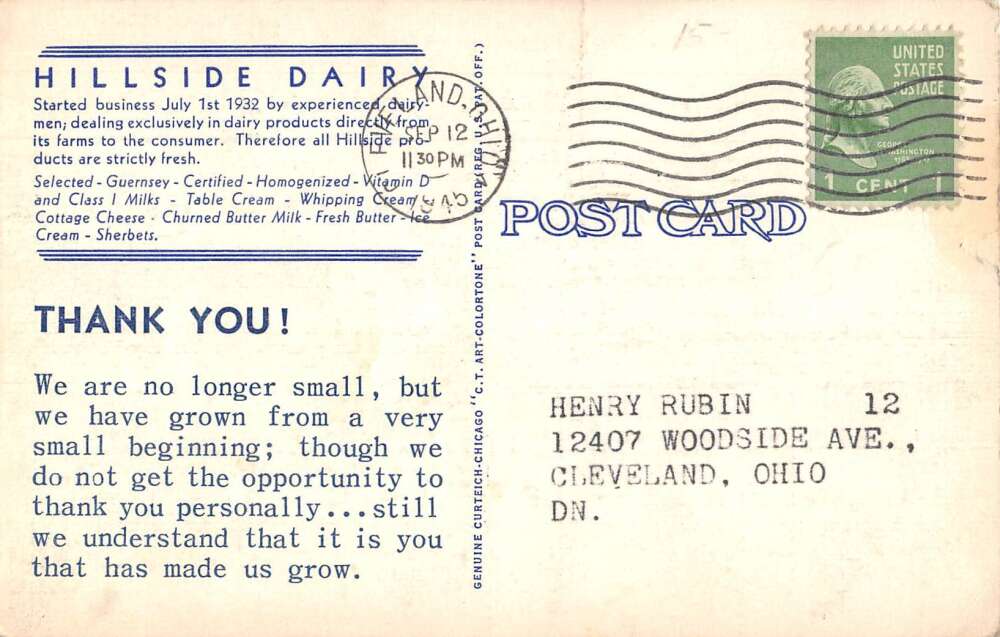 HILLSIDE DAIRY
Started business July 1st 1932 by experienced dairy-
men; dealing exclusively in dairy products directly from
its farms to the consumer. Therefore all Hillside pro-
ducts are strictly fresh.
Selected - Guernsey - Certified - Homogenized - Vitamin D
and Class I Milks - Table Cream - Whipping Cream
Cottage Cheese - Churned Butter Milk - Fresh Butter - Ice
Cream - Sherbets.
THANK YOU!
We are no longer small, but
we have grown from a very
small beginning; though we
do not get the opportunity to
thank you personally...still
we understand that it is you
that has made us grow.
GENUINE CURTEICH-CHICAGO "C.T. ART-COLORTONE" POST CARD (REG. U.S. PAT. OFF.)
CLEVELAND, OHIO
SEP 12
11 30 PM
1945
15-
UNITED
STATES
POSTAGE
GEORGE
WASHINGTON
1 CENT 1
POST CARD
HENRY RUBIN 12
12407 WOODSIDE AVE.,
CLEVELAND, OHIO
DN.